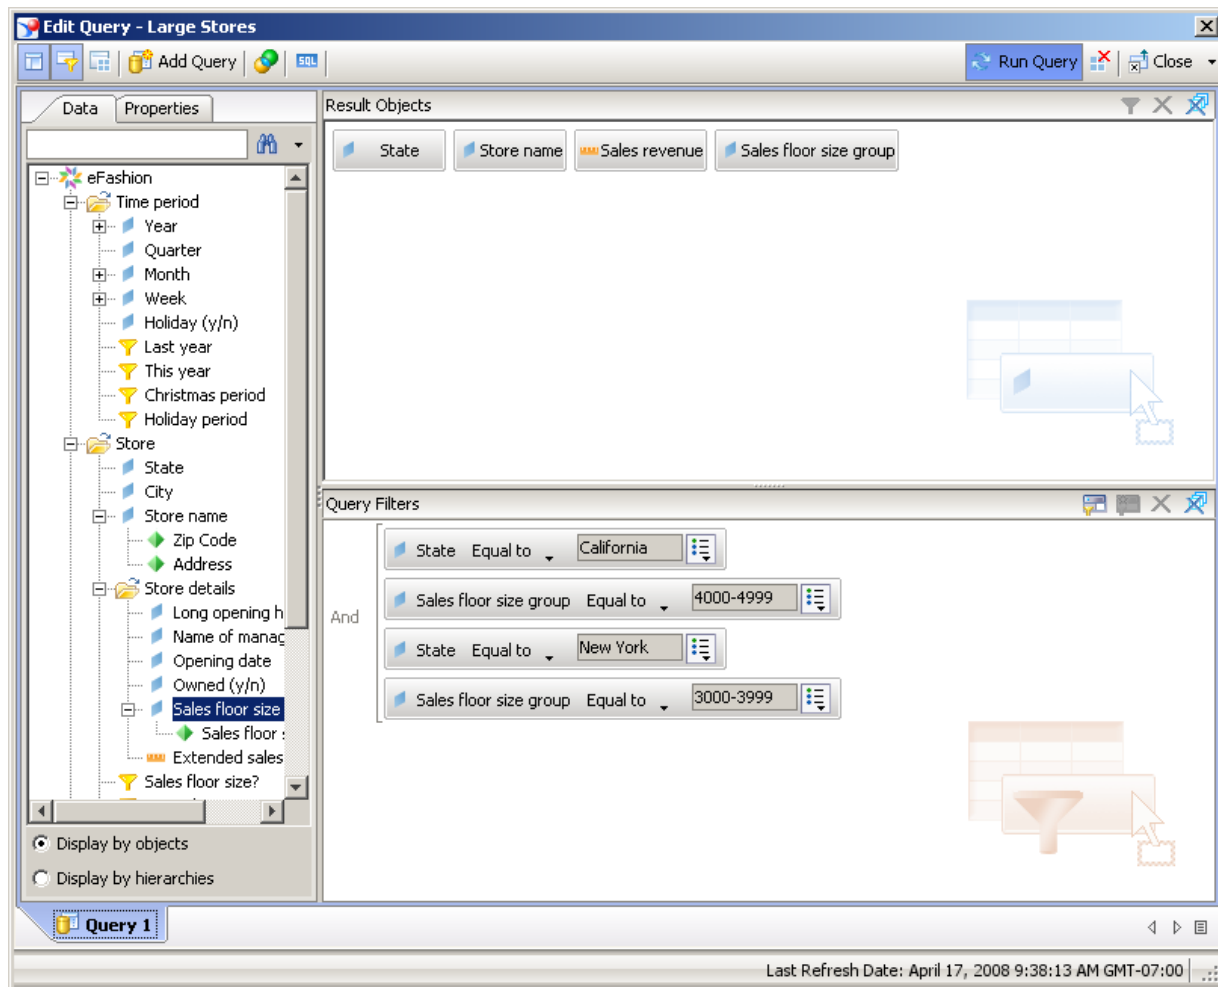 Edit Query - Large Stores
Add Query
SQL
Run Query
Close
Data
Properties
eFashion
Time period
Year
Quarter
Month
Week
Holiday (y/n)
Last year
This year
Christmas period
Holiday period
Store
State
City
Store name
Zip Code
Address
Store details
Long opening h
Name of manag
Opening date
Owned (y/n)
Sales floor size
Sales floor
Extended sales
Sales floor size?
Display by objects
Display by hierarchies
Result Objects
State
Store name
Sales revenue
Sales floor size group
Query Filters
And
State Equal to California
Sales floor size group Equal to 4000-4999
State Equal to New York
Sales floor size group Equal to 3000-3999
Query 1
Last Refresh Date: April 17, 2008 9:38:13 AM GMT-07:00